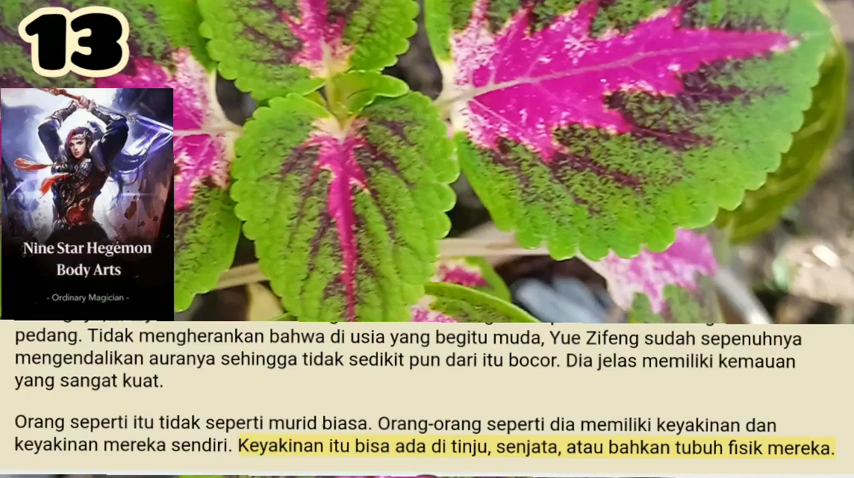 13
Nine Star Hegemon
Body Arts
- Ordinary Magician -
pedang. Tidak mengherankan bahwa di usia yang begitu muda, Yue Zifeng sudah sepenuhnya
mengendalikan auranya sehingga tidak sedikit pun dari itu bocor. Dia jelas memiliki kemauan
yang sangat kuat.
Orang seperti itu tidak seperti murid biasa. Orang-orang seperti dia memiliki keyakinan dan
keyakinan mereka sendiri. Keyakinan itu bisa ada di tinju, senjata, atau bahkan tubuh fisik mereka.